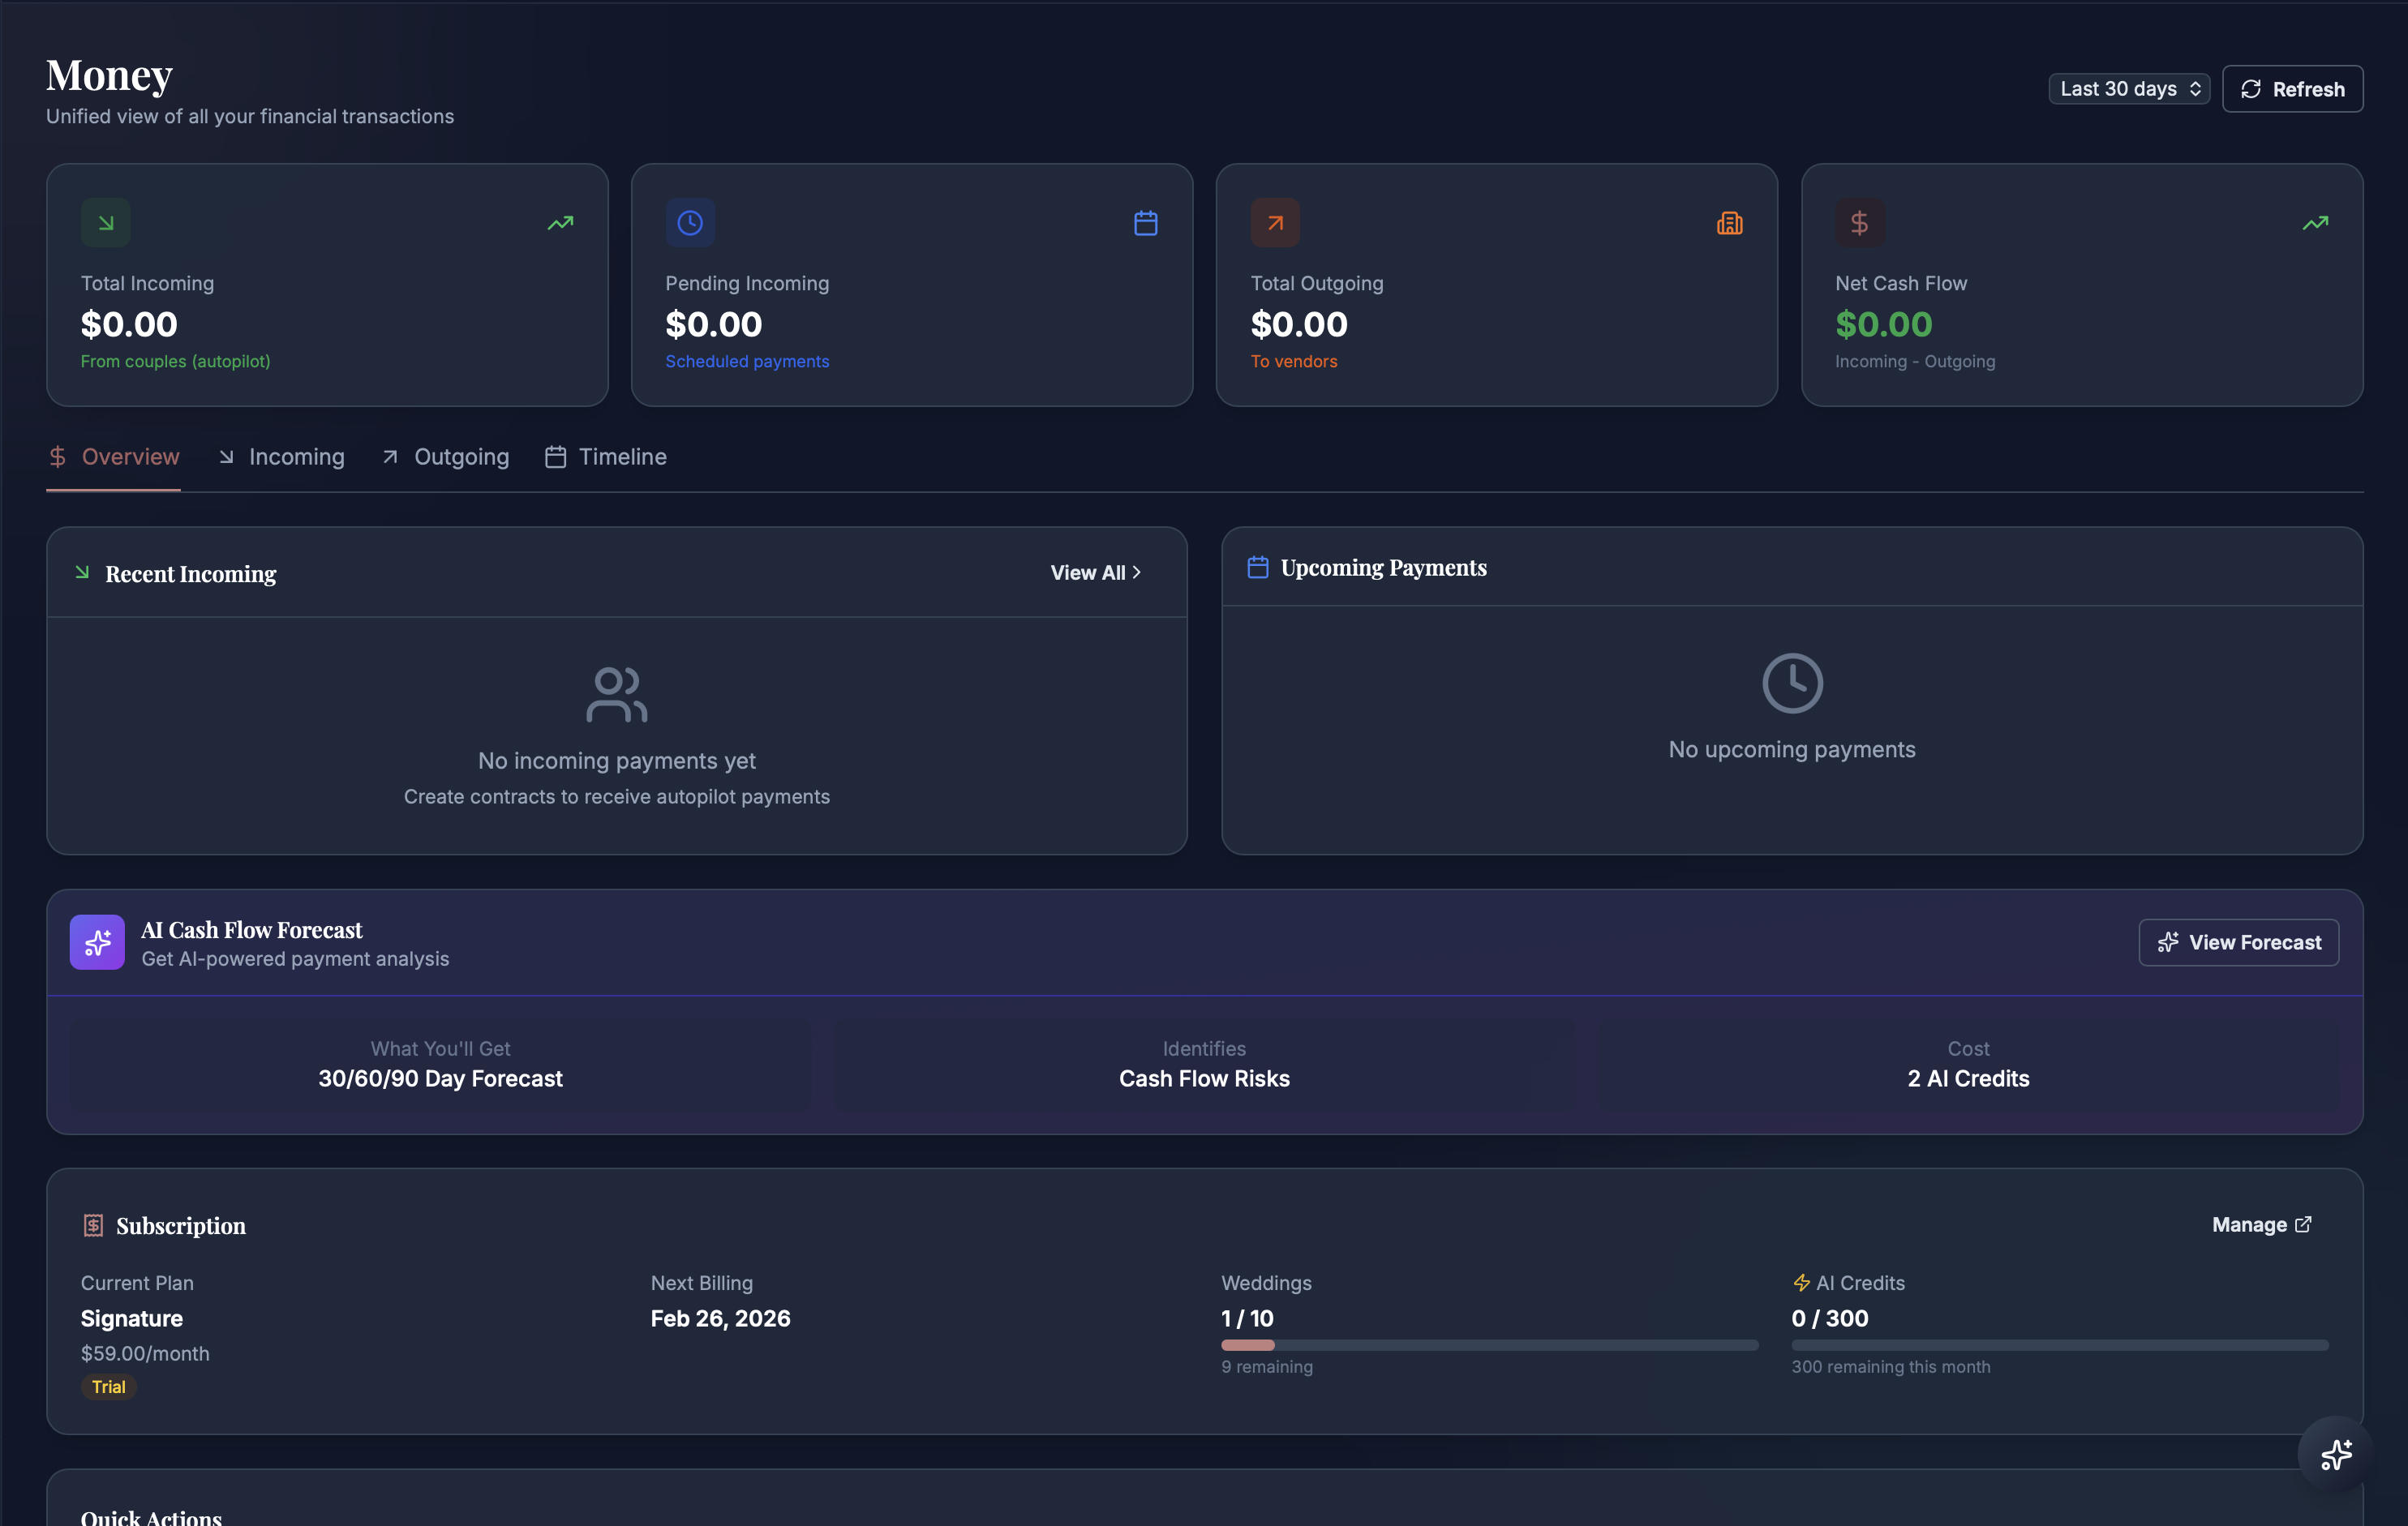 Money
Unified view of all your financial transactions
Last 30 days
Refresh
Total Incoming
$0.00
From couples (autopilot)
Pending Incoming
$0.00
Scheduled payments
Total Outgoing
$0.00
To vendors
Net Cash Flow
$0.00
Incoming - Outgoing
Overview
Incoming
Outgoing
Timeline
Recent Incoming
View All
No incoming payments yet
Create contracts to receive autopilot payments
Upcoming Payments
No upcoming payments
AI Cash Flow Forecast
Get AI-powered payment analysis
View Forecast
What You'll Get
30/60/90 Day Forecast
Identifies
Cash Flow Risks
Cost
2 AI Credits
Subscription
Manage
Current Plan
Signature
$59.00/month
Trial
Next Billing
Feb 26, 2026
Weddings
1 / 10
9 remaining
AI Credits
0 / 300
300 remaining this month
Quick Actions